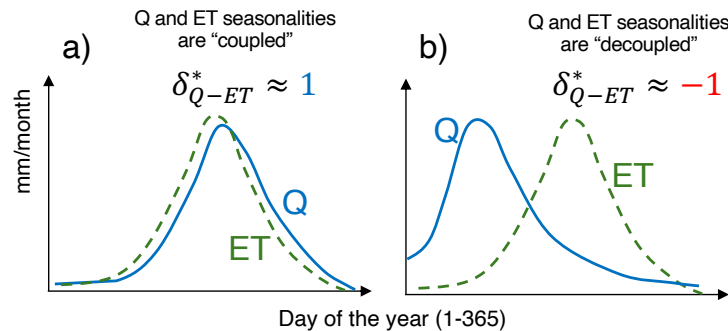 Q and ET seasonalities
are “coupled”
a)
δ*Q−ET ≈ 1
Q
ET
mm/month
Q and ET seasonalities
are “decoupled”
b)
δ*Q−ET ≈ −1
Q
ET
Day of the year (1-365)